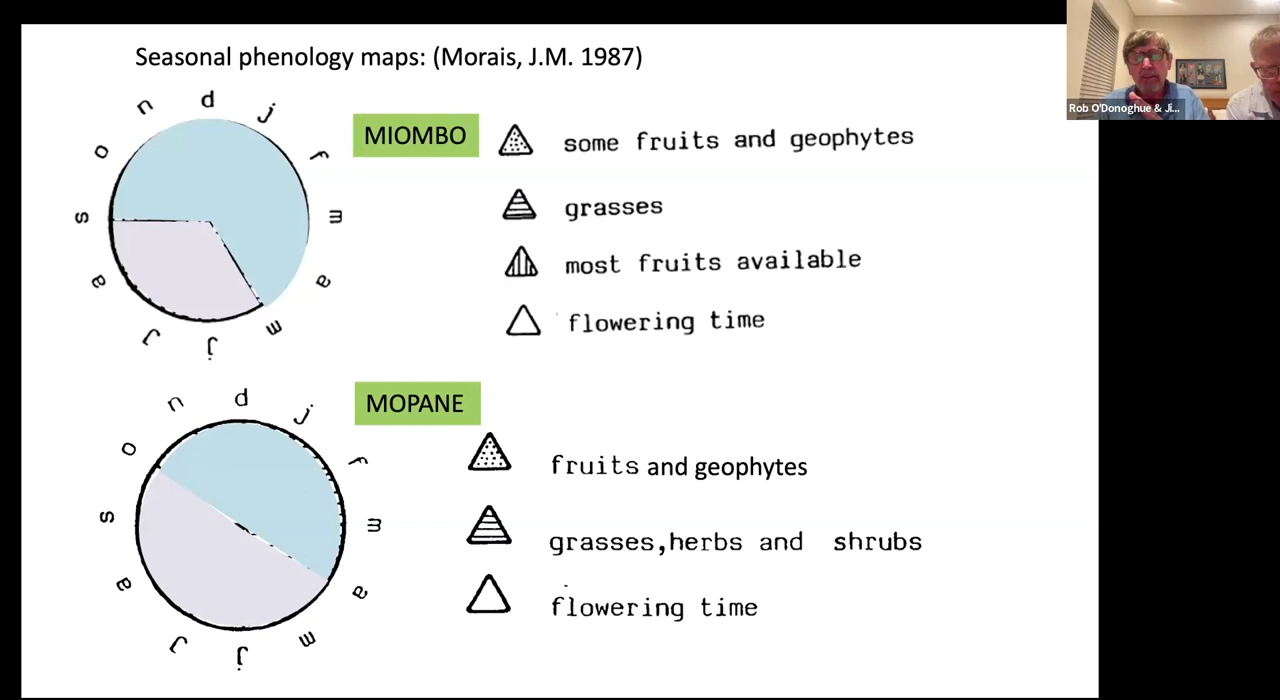 Seasonal phenology maps: (Morais, J.M. 1987)
d
n
j
o
f
s
m
a
a
J
j
m
MIOMBO
some fruits and geophytes
grasses
most fruits available
flowering time
d
n
j
o
f
s
m
a
a
J
j
m
MOPANE
fruits and geophytes
grasses,herbs and shrubs
flowering time
Rob O'Donoghue & Ji...